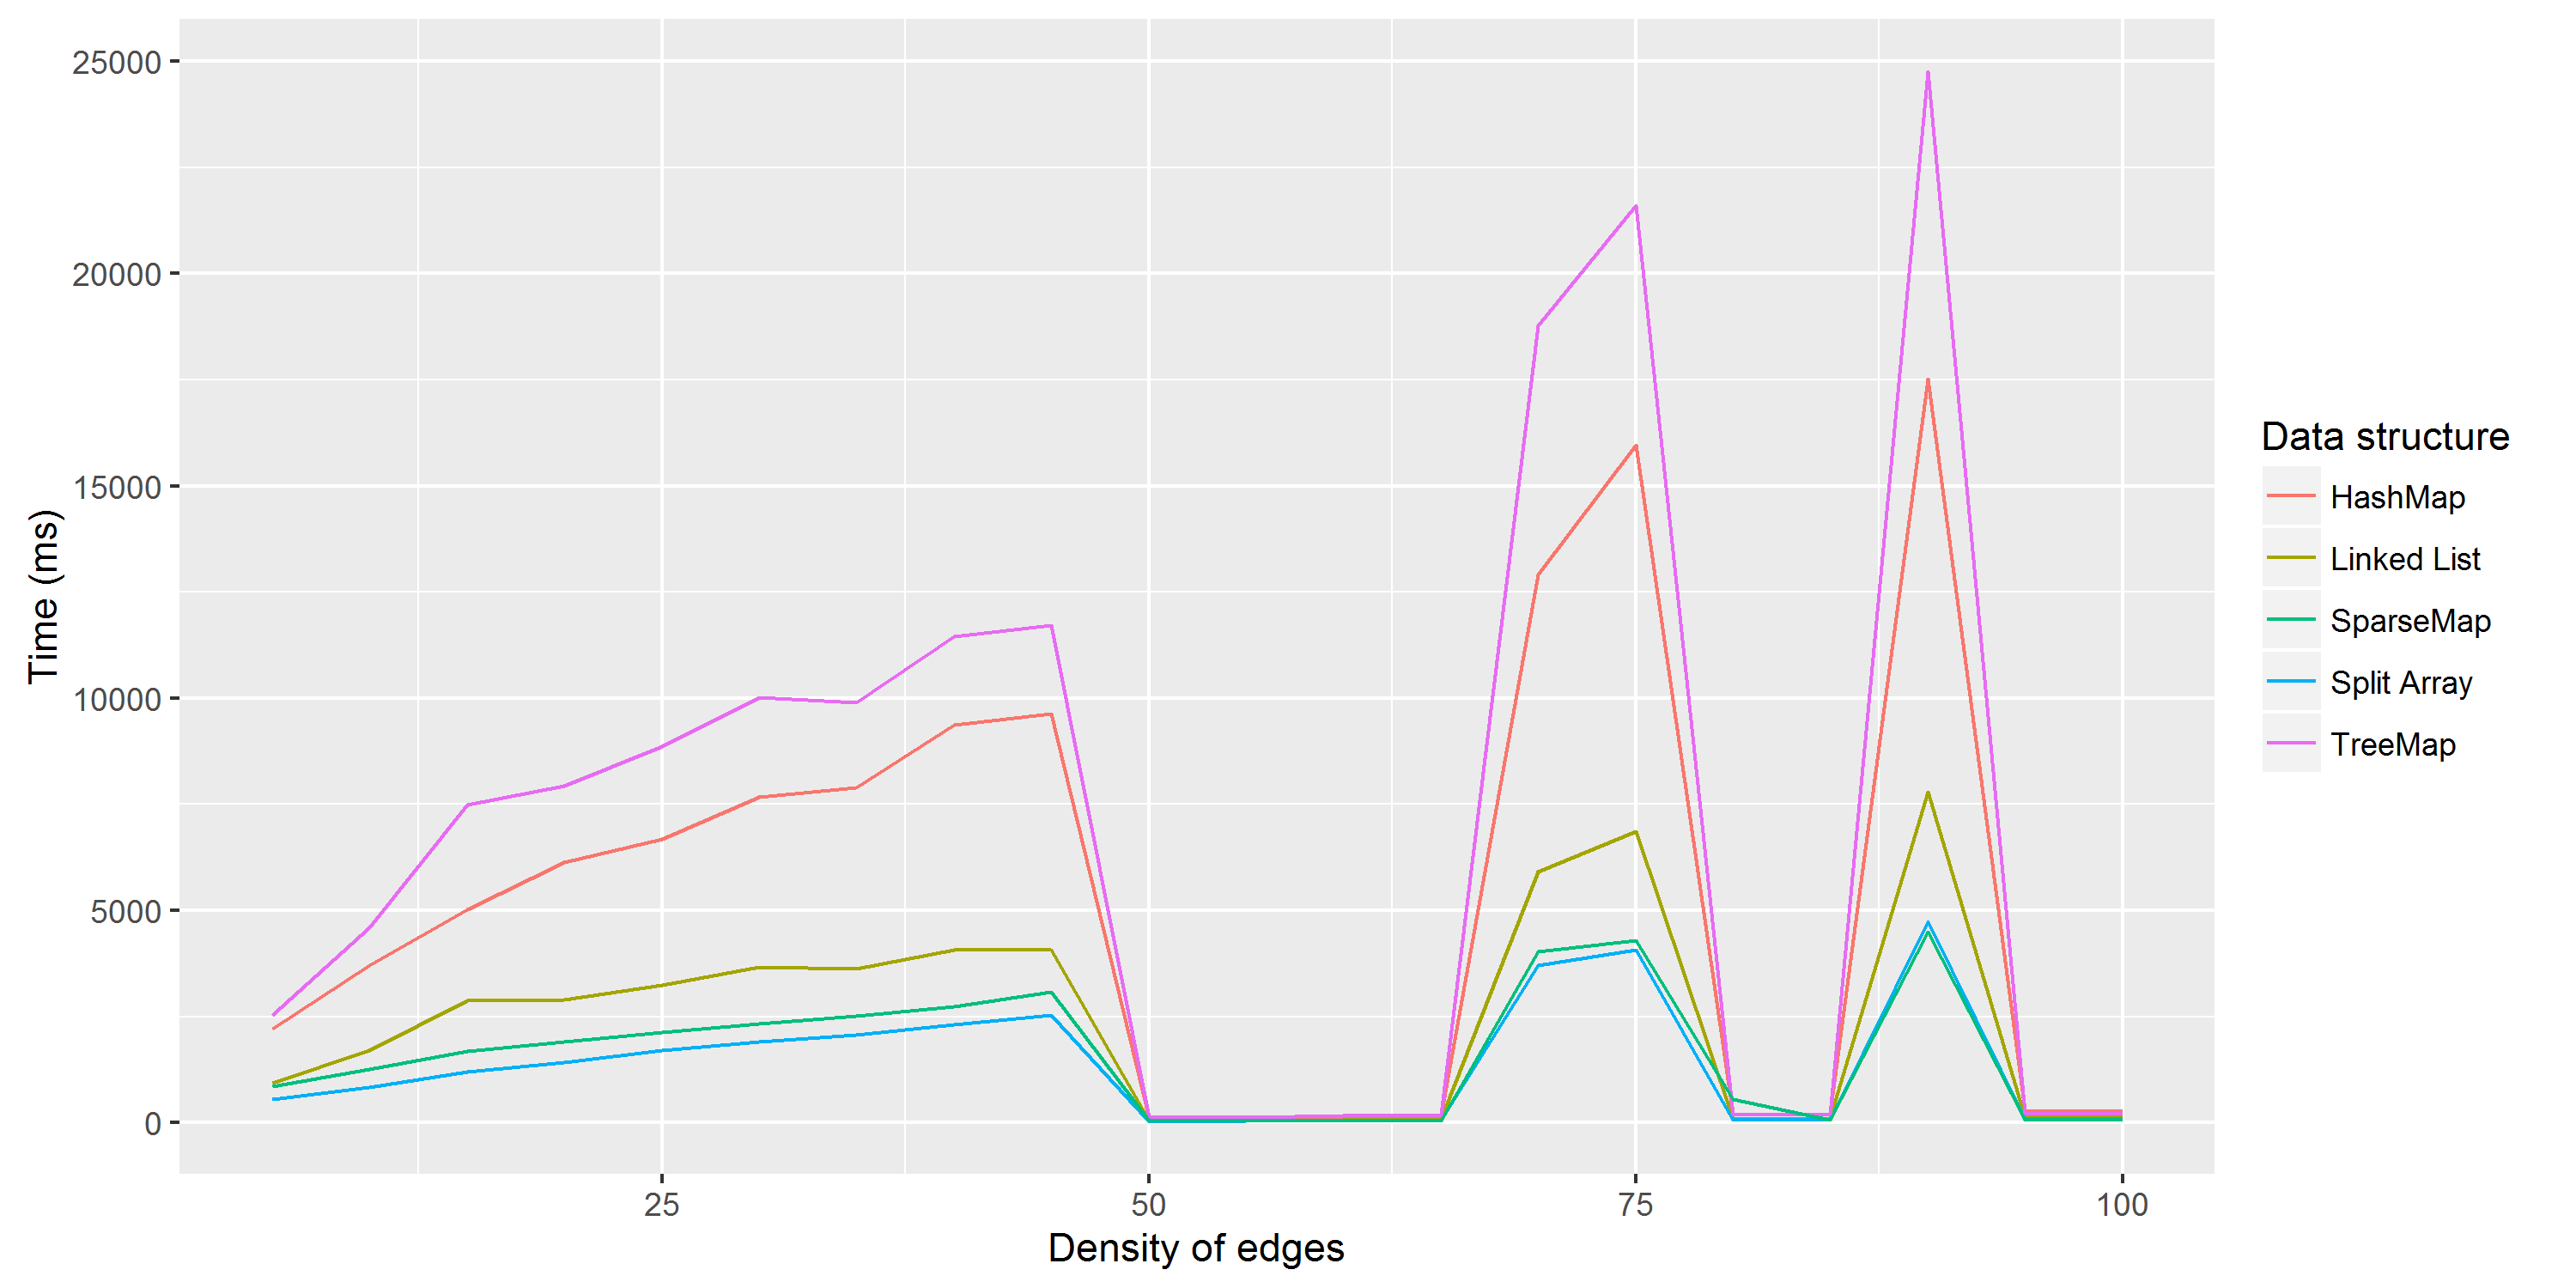 25000
20000
15000
10000
5000
0
Time (ms)
25
50
75
100
Density of edges
Data structure
HashMap
Linked List
SparseMap
Split Array
TreeMap